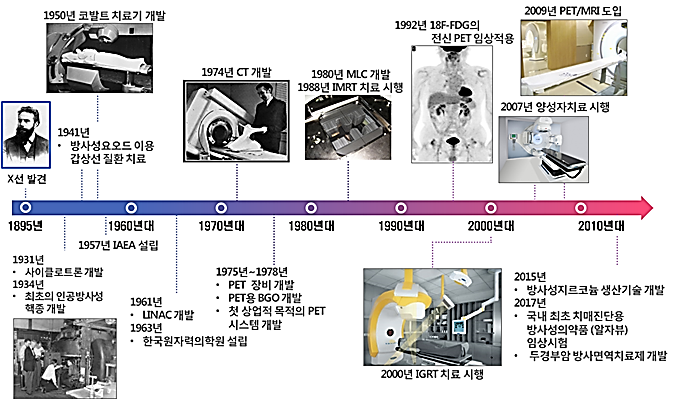 1950년 코발트 치료기 개발
1941년
• 방사성요오드 이용
갑상선 질환 치료
X선 발견
1974년 CT 개발
1980년 MLC 개발
1988년 IMRT 치료 시행
1992년 18F-FDG의
전신 PET 임상적용
2009년 PET/MRI 도입
2007년 양성자치료 시행
1895년
1960년대
1970년대
1980년대
1990년대
2000년대
2010년대
1957년 IAEA 설립
1931년
• 사이클로트론 개발
1934년
• 최초의 인공방사성
핵종 개발
1961년
• LINAC 개발
1963년
• 한국원자력의학원 설립
1975년~1978년
• PET 장비 개발
• PET용 BGO 개발
• 첫 상업적 목적의 PET
시스템 개발
2000년 IGRT 치료 시행
2015년
• 방사성지르코늄 생산기술 개발
2017년
• 국내 최초 치매진단용
방사성의약품 (알자뷰)
임상시험
• 두경부암 방사면역치료제 개발